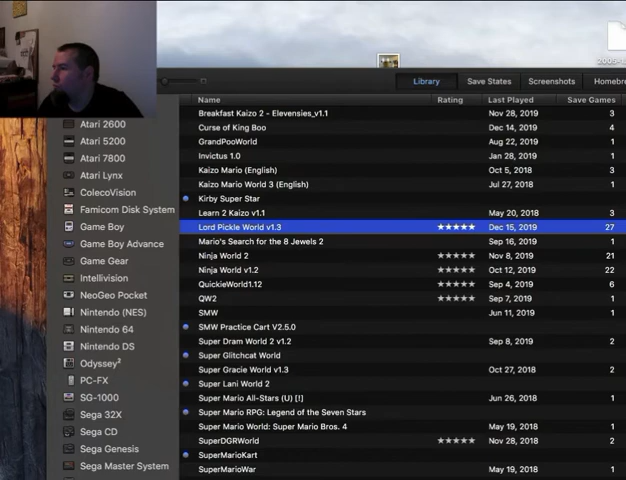 2009-1
Library Save States Screenshots Homebre
Name Rating Last Played Save Games
Atari 2600
Atari 5200
Atari 7800
Atari Lynx
ColecoVision
Famicom Disk System
Game Boy
Game Boy Advance
Game Gear
Intellivision
NeoGeo Pocket
Nintendo (NES)
Nintendo 64
Nintendo DS
Odyssey²
PC-FX
SG-1000
Sega 32X
Sega CD
Sega Genesis
Sega Master System
Breakfast Kaizo 2 - Elevensies_v1.1 Nov 28, 2019 3
Curse of King Boo Dec 14, 2019 4
GrandPooWorld Aug 22, 2019 1
Invictus 1.0 Jan 28, 2019 1
Kaizo Mario (English) Oct 5, 2018 3
Kaizo Mario World 3 (English) Jul 27, 2018 1
Kirby Super Star
Learn 2 Kaizo v1.1 May 20, 2018 3
Lord Pickle World v1.3 ★★★★★ Dec 15, 2019 27
Mario's Search for the 8 Jewels 2 Sep 16, 2019 1
Ninja World 2 ★★★★★ Nov 8, 2019 21
Ninja World v1.2 ★★★★★ Oct 12, 2019 22
QuickieWorld1.12 ★★★★★ Sep 4, 2019 6
QW2 ★★★★★ Sep 7, 2019 1
SMW Jun 11, 2019 1
SMW Practice Cart V2.5.0
Super Dram World 2 v1.2 Sep 8, 2019 2
Super Glitchcat World
Super Gracie World v1.3 Oct 27, 2018 2
Super Lani World 2
Super Mario All-Stars (U) [!] Jun 26, 2018 1
Super Mario RPG: Legend of the Seven Stars
Super Mario World: Super Mario Bros. 4 May 19, 2018 1
SuperDGRWorld ★★★★★ Nov 28, 2018 2
SuperMarioKart
SuperMarioWar May 19, 2018 1